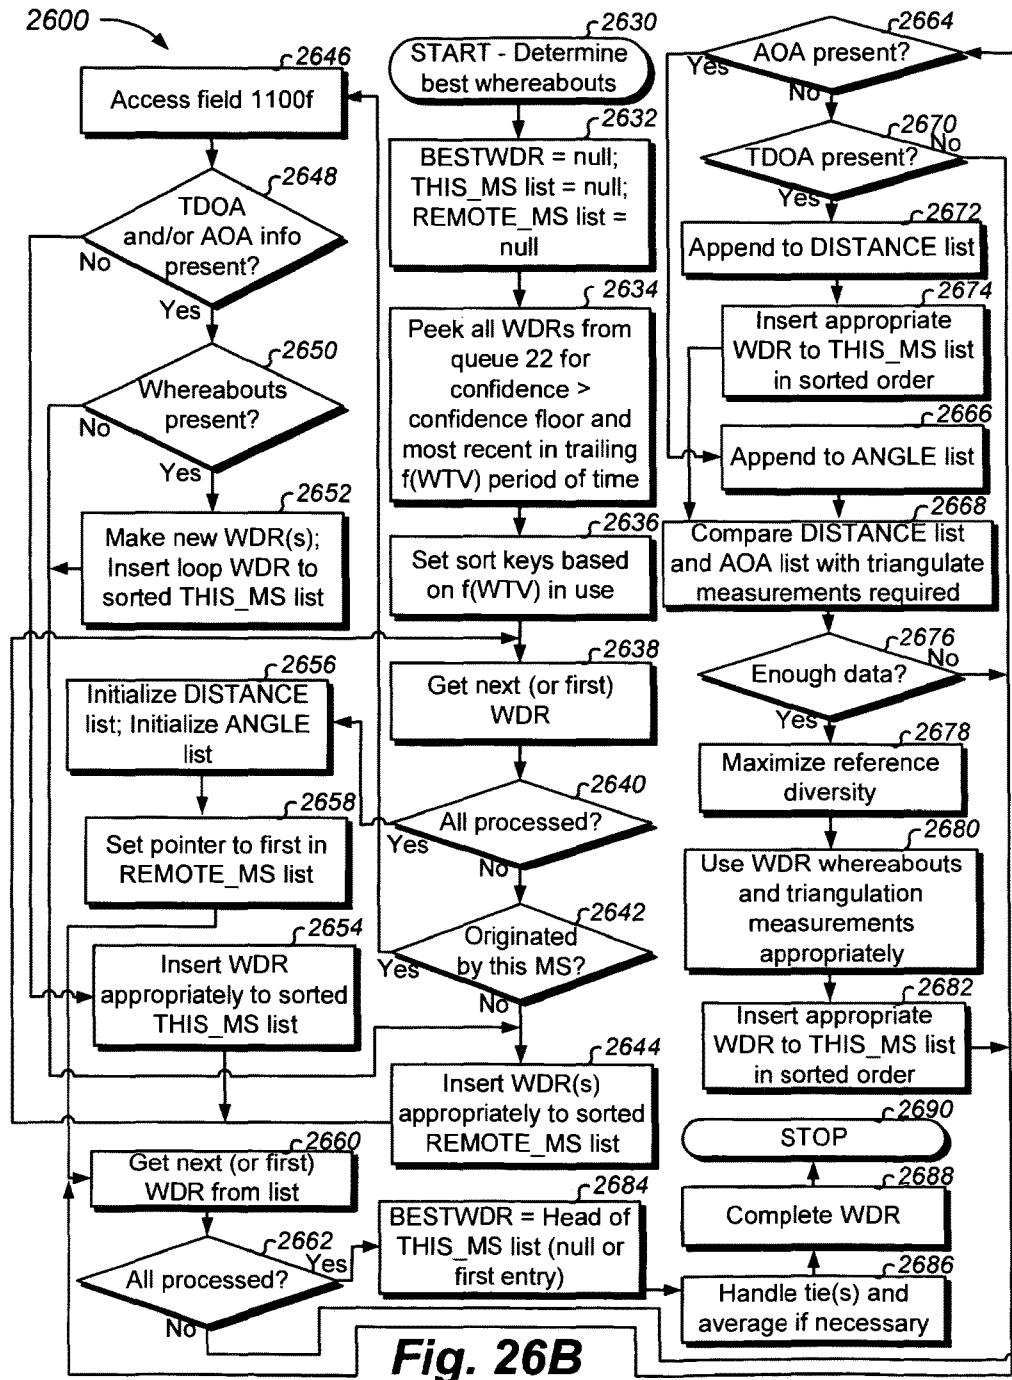 2600
2646
Access field 1100f
2648
TDOA
and/or AOA info
present?
No
Yes
2650
Whereabouts
present?
No
Yes
2652
Make new WDR(s);
Insert loop WDR to
sorted THIS_MS list
2656
Initialize DISTANCE
list; Initialize ANGLE
list
2658
Set pointer to first in
REMOTE_MS list
2654
Insert WDR
appropriately to sorted
THIS_MS list
2660
Get next (or first)
WDR from list
2662
All processed?
Yes
No
2630
START - Determine
best whereabouts
2632
BESTWDR = null;
THIS_MS list = null;
REMOTE_MS list =
null
2634
Peek all WDRs from
queue 22 for
confidence >
confidence floor and
most recent in trailing
f(WTV) period of time
2636
Set sort keys based
on f(WTV) in use
2638
Get next (or first)
WDR
2640
All processed?
Yes
No
2642
Originated
by this MS?
Yes
No
2644
Insert WDR(s)
appropriately to sorted
REMOTE_MS list
2684
BESTWDR = Head of
THIS_MS list (null or
first entry)
2664
AOA present?
Yes
No
2670
No
TDOA present?
Yes
2672
Append to DISTANCE list
2674
Insert appropriate
WDR to THIS_MS list
in sorted order
2666
Append to ANGLE list
2668
Compare DISTANCE list
and AOA list with triangulate
measurements required
2676
No
Enough data?
Yes
2678
Maximize reference
diversity
2680
Use WDR whereabouts
and triangulation
measurements
appropriately
2682
Insert appropriate
WDR to THIS_MS list
in sorted order
2690
STOP
2688
Complete WDR
2686
Handle tie(s) and
average if necessary
Fig. 26B